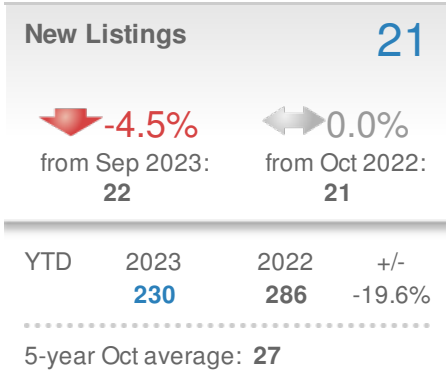 New Listings 21
-4.5% 0.0%
from Sep 2023: from Oct 2022:
22 21
YTD 2023 2022 +/-
230 286 -19.6%
5-year Oct average: 27